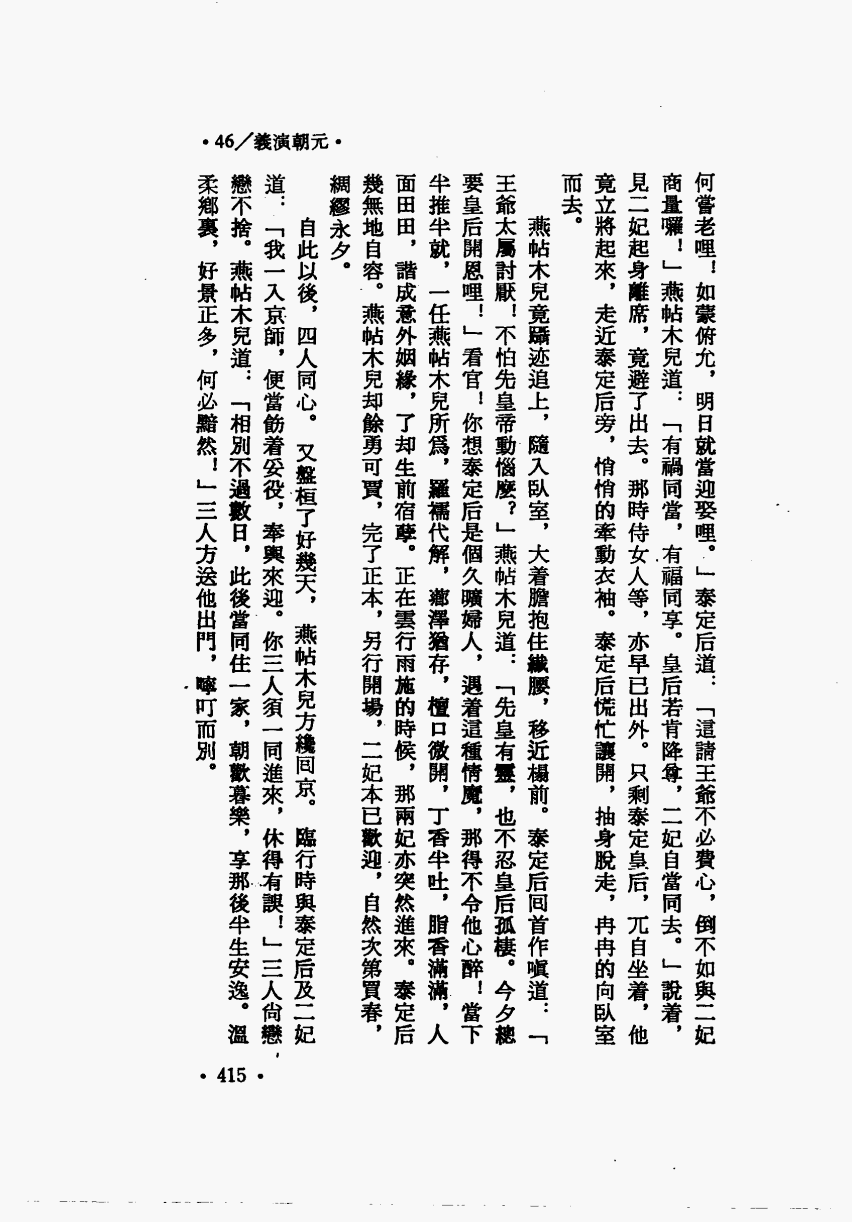 •46／義演朝元•
何嘗老哩！如蒙俯允，明日就當迎娶哩。」泰定后道：「這請王爺不必費心，倒不如與二妃
商量囉！」燕帖木兒道：「有禍同當，有福同享。皇后若肯降尊，二妃自當同去。」說着，
見二妃起身離席，竟避了出去。那時侍女人等，亦早已出外。只剩泰定皇后，兀自坐着，他
竟立將起來，走近泰定后旁，悄悄的牽動衣袖。泰定后慌忙讓開，抽身脫走，冉冉的向臥室
而去。
燕帖木兒竟躡迹追上，隨入臥室，大着膽抱住纖腰，移近榻前。泰定后囘首作嗔道：「
王爺太屬討厭！不怕先皇帝動惱麼？」燕帖木兒道：「先皇有靈，也不忍皇后孤棲。今夕總
要皇后開恩哩！」看官！你想泰定后是個久曠婦人，遇着這種情魔，那得不令他心醉！當下
半推半就，一任燕帖木兒所爲，羅襦代解，薌澤猶存，檀口微開，丁香半吐，脂香滿滿，人
面田田，諧成意外姻緣，了却生前宿孽。正在雲行雨施的時候，那兩妃亦突然進來。泰定后
幾無地自容。燕帖木兒却餘勇可賈，完了正本，另行開場，二妃本已歡迎，自然次第買春，
綢繆永夕。
自此以後，四人同心。又盤桓了好幾天，燕帖木兒方纔囘京。臨行時與泰定后及二妃
道：「我一入京師，便當飭着妥役，奉輿來迎。你三人須一同進來，休得有誤！」三人尙戀
戀不捨。燕帖木兒道：「相別不過數日，此後當同住一家，朝歡暮樂，享那後半生安逸。溫
柔鄉裏，好景正多，何必黯然！」三人方送他出門，嚀叮而別。
•415•